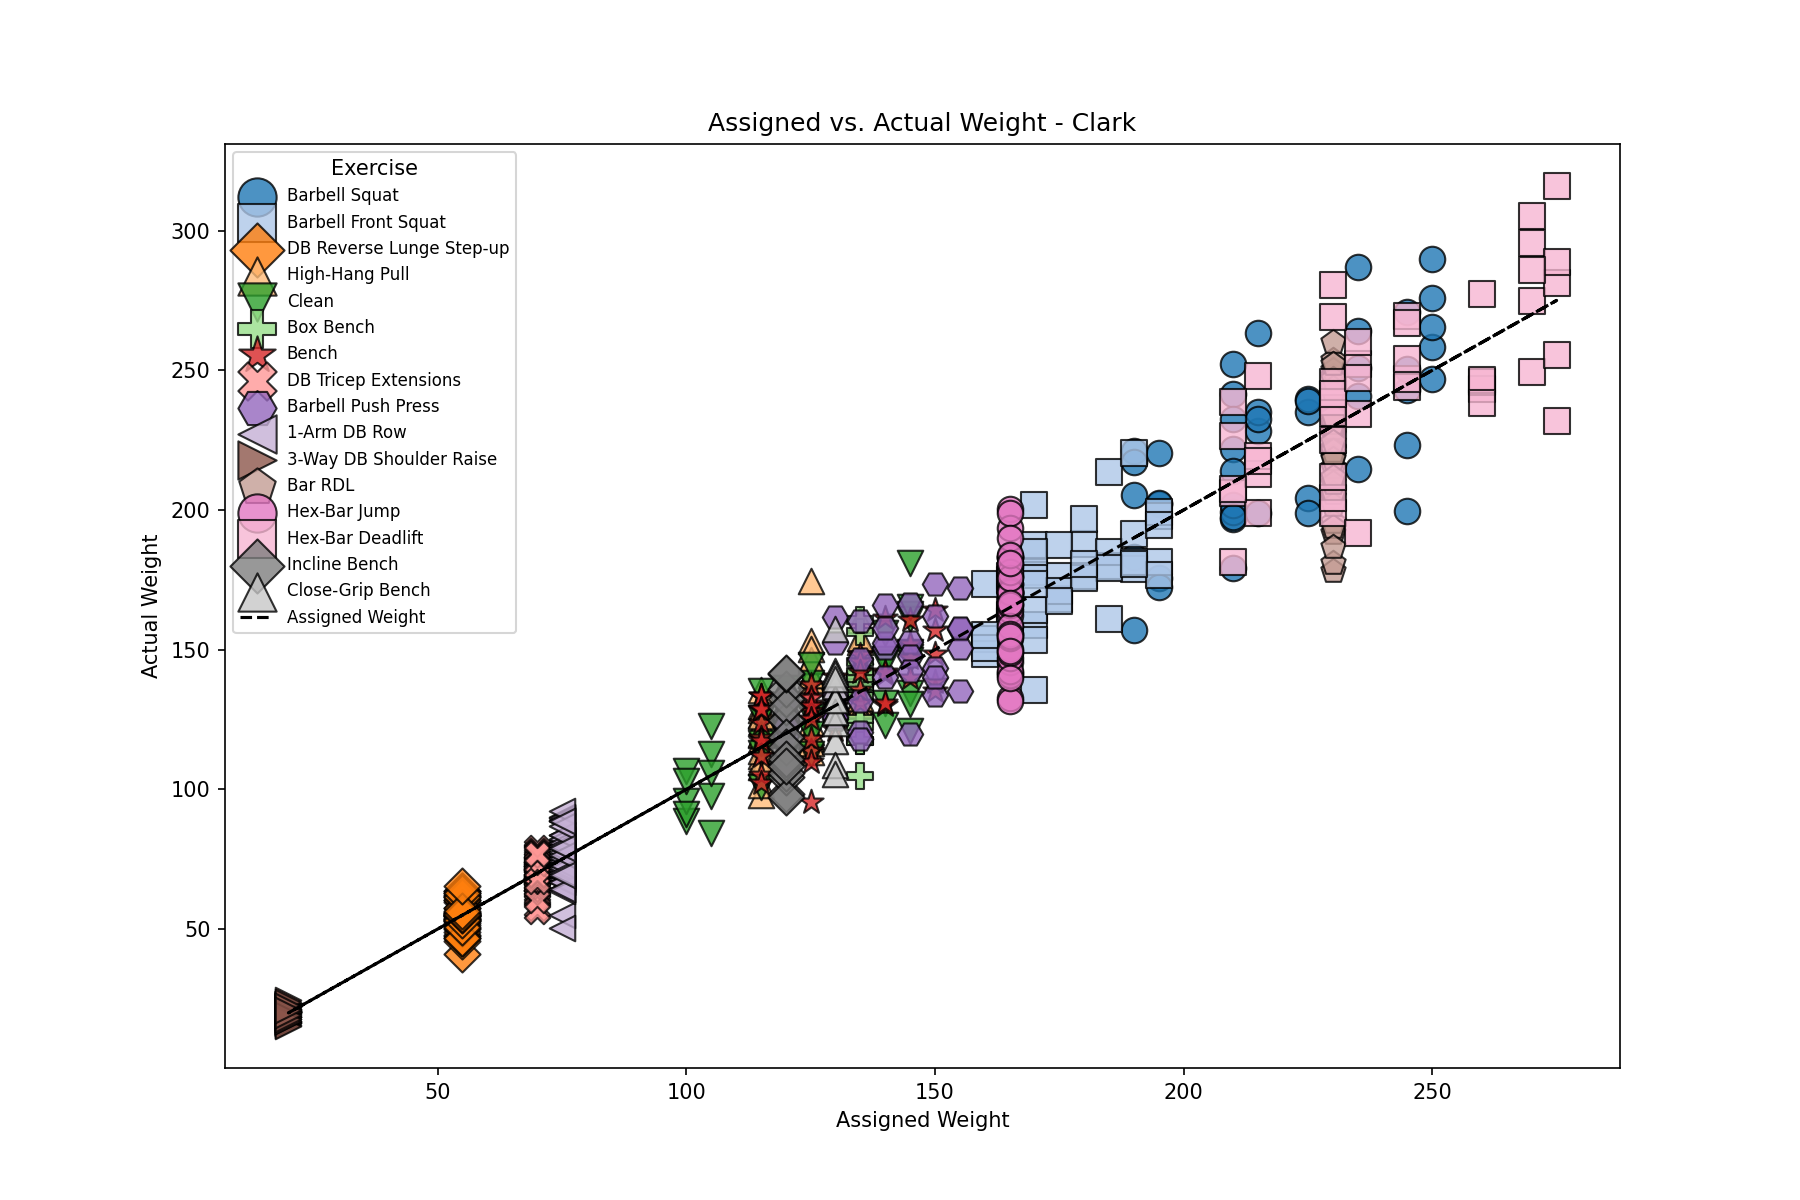 Assigned vs. Actual Weight - Clark
Exercise
Barbell Squat
Barbell Front Squat
DB Reverse Lunge Step-up
High-Hang Pull
Clean
Box Bench
Bench
DB Tricep Extensions
Barbell Push Press
1-Arm DB Row
3-Way DB Shoulder Raise
Bar RDL
Hex-Bar Jump
Hex-Bar Deadlift
Incline Bench
Close-Grip Bench
Assigned Weight
Actual Weight
300
250
200
150
100
50
50 100 150 200 250
Assigned Weight